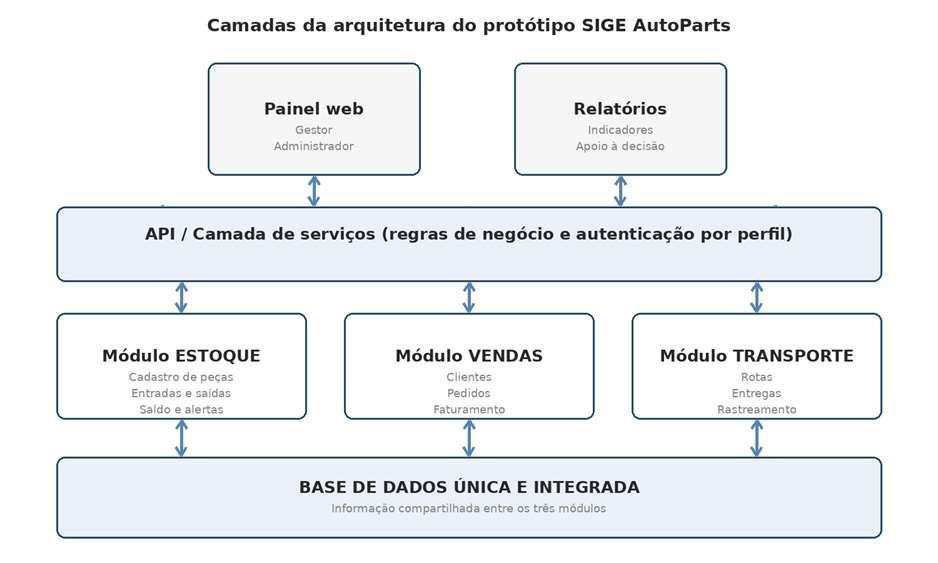 Camadas da arquitetura do protótipo SIGE AutoParts
Painel web
Gestor
Administrador
Relatórios
Indicadores
Apoio à decisão
API / Camada de serviços (regras de negócio e autenticação por perfil)
Módulo ESTOQUE
Cadastro de peças
Entradas e saídas
Saldo e alertas
Módulo VENDAS
Clientes
Pedidos
Faturamento
Módulo TRANSPORTE
Rotas
Entregas
Rastreamento
BASE DE DADOS ÚNICA E INTEGRADA
Informação compartilhada entre os três módulos